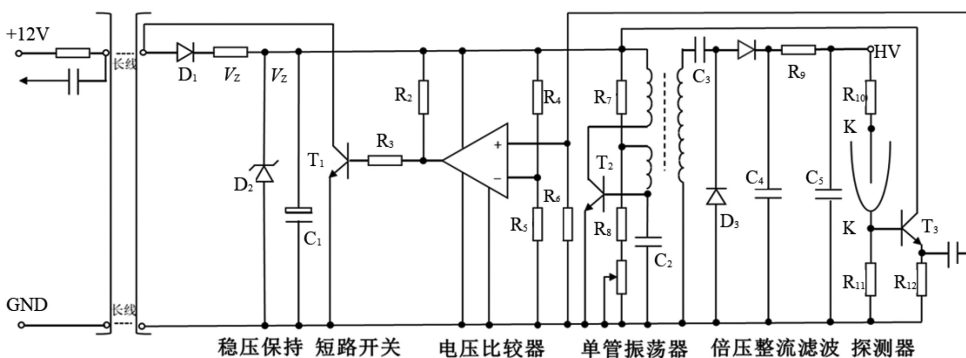 +12V
长线
D₁
V_Z
V_Z
C₃
R₉
HV
R₂
R₄
R₇
R₁₀
K
R₃
T₁
+
−
T₂
D₂
C₁
R₅
R₆
R₈
C₂
D₃
C₄
C₅
K
T₃
R₁₁
R₁₂
GND
长线
稳压保持 短路开关 电压比较器 单管振荡器 倍压整流滤波 探测器